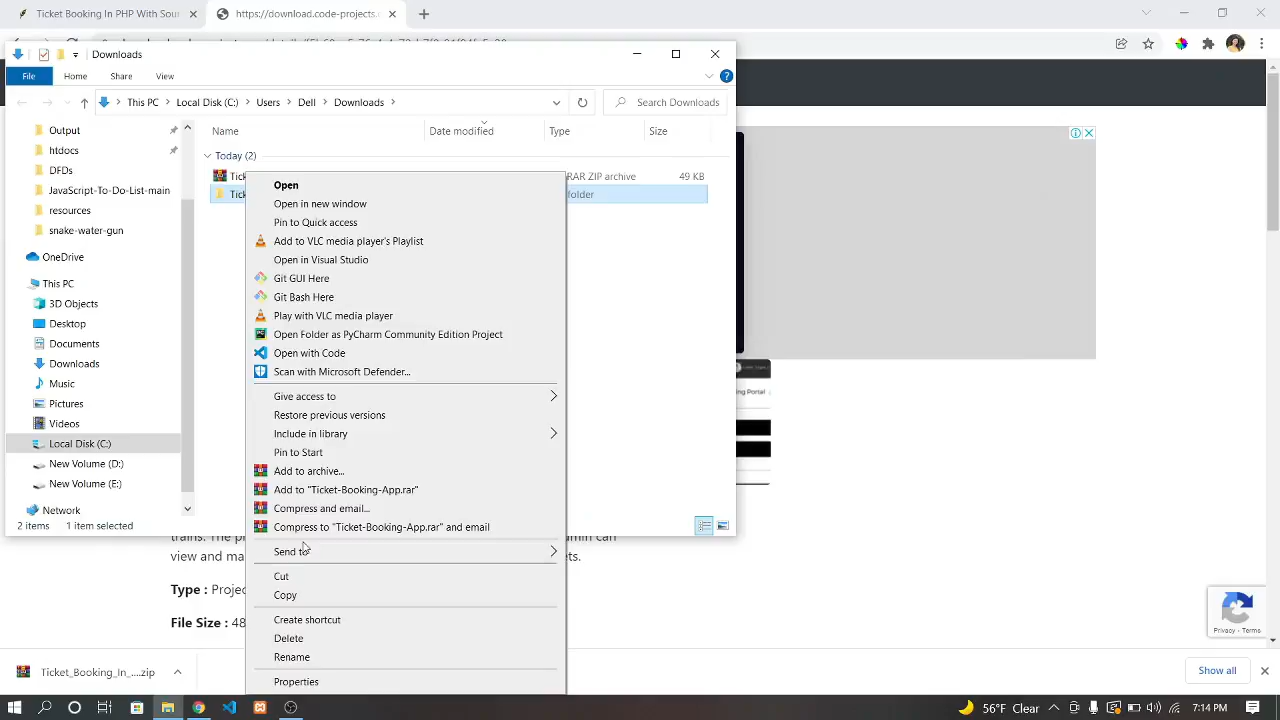 Ticket Booking In PHP With Sour
https://download.code-projects.or
Downloads
File
Home
Share
View
This PC
Local Disk (C:)
Users
Dell
Downloads
Search Downloads
Output
htdocs
DFDs
JavaScript-To-Do-List-main
resources
snake-water-gun
OneDrive
This PC
3D Objects
Desktop
Documents
Downloads
Music
Pictures
Videos
Local Disk (C:)
New Volume (D:)
New Volume (E:)
Network
2 items
1 item selected
Name
Date modified
Type
Size
Today (2)
RAR ZIP archive
49 KB
folder
Open
Open in new window
Pin to Quick access
Add to VLC media player's Playlist
Open in Visual Studio
Git GUI Here
Git Bash Here
Play with VLC media player
Open Folder as PyCharm Community Edition Project
Open with Code
Scan with Microsoft Defender...
Give access to
Restore previous versions
Include in library
Pin to Start
Add to archive...
Add to "Ticket-Booking-App.rar"
Compress and email...
Compress to "Ticket-Booking-App.rar" and email
Send to
Cut
Copy
Create shortcut
Delete
Rename
Properties
view and ma
Type : Projec
File Size : 48
Privacy - Terms
Ticket_Booking_In_....zip
Show all
56°F Clear
7:14 PM